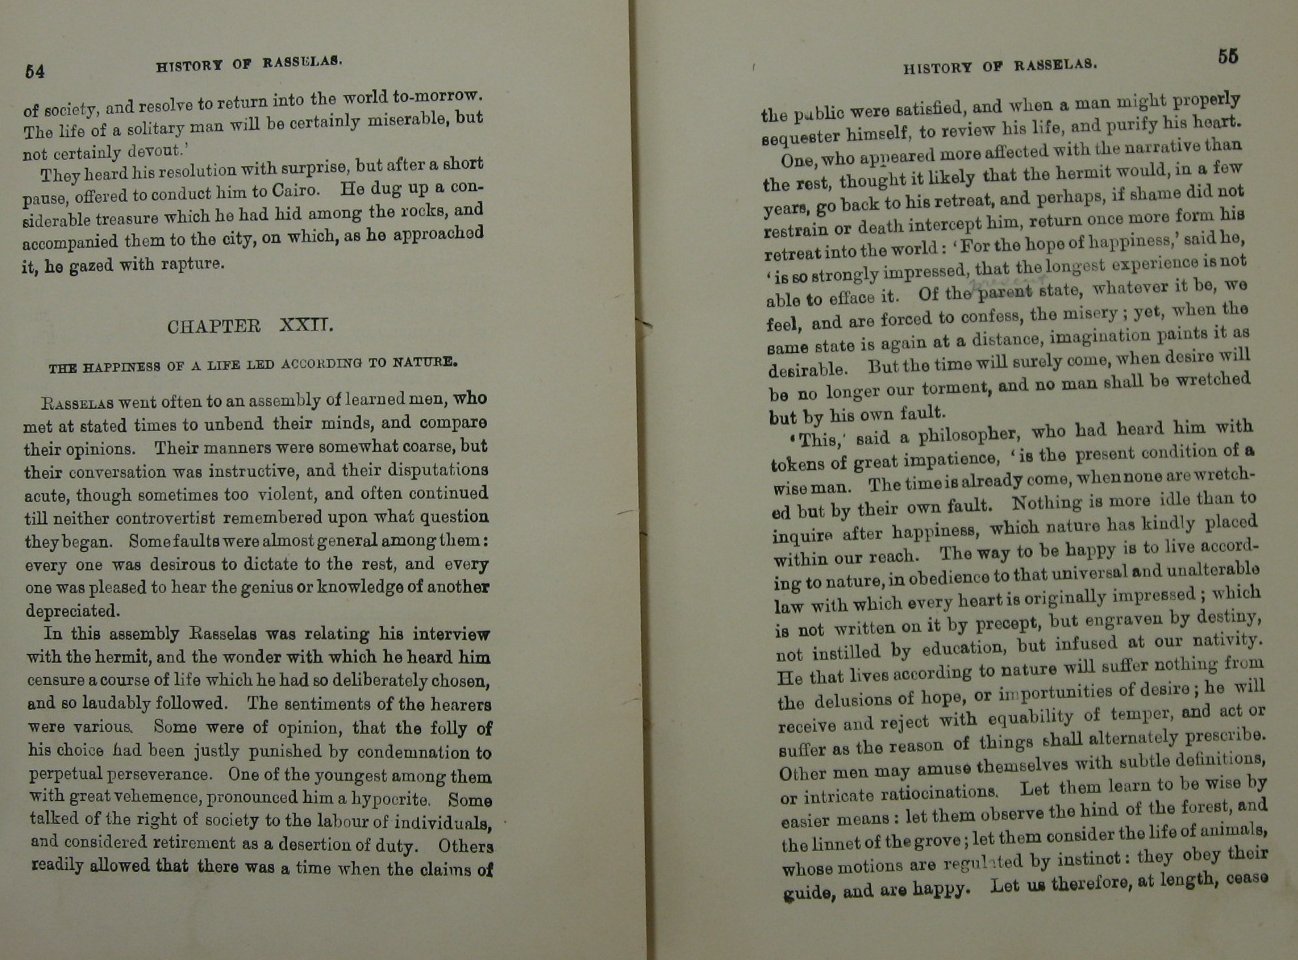 54
HISTORY OF RASSELAS.
of society, and resolve to return into the world to-morrow.
The life of a solitary man will be certainly miserable, but
not certainly devout.'
They heard his resolution with surprise, but after a short
pause, offered to conduct him to Cairo. He dug up a con-
siderable treasure which he had hid among the rocks, and
accompanied them to the city, on which, as he approached
it, he gazed with rapture.
CHAPTER XXII.
THE HAPPINESS OF A LIFE LED ACCORDING TO NATURE.
RASSELAS went often to an assembly of learned men, who
met at stated times to unbend their minds, and compare
their opinions. Their manners were somewhat coarse, but
their conversation was instructive, and their disputations
acute, though sometimes too violent, and often continued
till neither controvertist remembered upon what question
they began. Some faults were almost general among them:
every one was desirous to dictate to the rest, and every
one was pleased to hear the genius or knowledge of another
depreciated.
In this assembly Rasselas was relating his interview
with the hermit, and the wonder with which he heard him
censure a course of life which he had so deliberately chosen,
and so laudably followed. The sentiments of the hearers
were various. Some were of opinion, that the folly of
his choice had been justly punished by condemnation to
perpetual perseverance. One of the youngest among them
with great vehemence, pronounced him a hypocrite. Some
talked of the right of society to the labour of individuals,
and considered retirement as a desertion of duty. Others
readily allowed that there was a time when the claims of
HISTORY OF RASSELAS.
55
the public were satisfied, and when a man might properly
sequester himself, to review his life, and purify his heart.
One, who appeared more affected with the narrative than
the rest, thought it likely that the hermit would, in a few
years, go back to his retreat, and perhaps, if shame did not
restrain or death intercept him, return once more form his
retreat into the world: 'For the hope of happiness,' said he,
'is so strongly impressed, that the longest experience is not
present
able to efface it. Of the parent state, whatever it be, we
feel, and are forced to confess, the misery; yet, when the
same state is again at a distance, imagination paints it as
desirable. But the time will surely come, when desire will
be no longer our torment, and no man shall be wretched
but by his own fault.
'This,' said a philosopher, who had heard him with
tokens of great impatience, 'is the present condition of a
wise man. The time is already come, when none are wretch-
ed but by their own fault. Nothing is more idle than to
inquire after happiness, which nature has kindly placed
within our reach. The way to be happy is to live accord-
ing to nature, in obedience to that universal and unalterable
law with which every heart is originally impressed; which
is not written on it by precept, but engraven by destiny,
not instilled by education, but infused at our nativity.
He that lives according to nature will suffer nothing from
the delusions of hope, or importunities of desire; he will
receive and reject with equability of temper, and act or
suffer as the reason of things shall alternately prescribe.
Other men may amuse themselves with subtle definitions,
or intricate ratiocinations. Let them learn to be wise by
easier means: let them observe the hind of the forest, and
the linnet of the grove; let them consider the life of animals,
whose motions are regulated by instinct: they obey their
guide, and are happy. Let us therefore, at length, cease